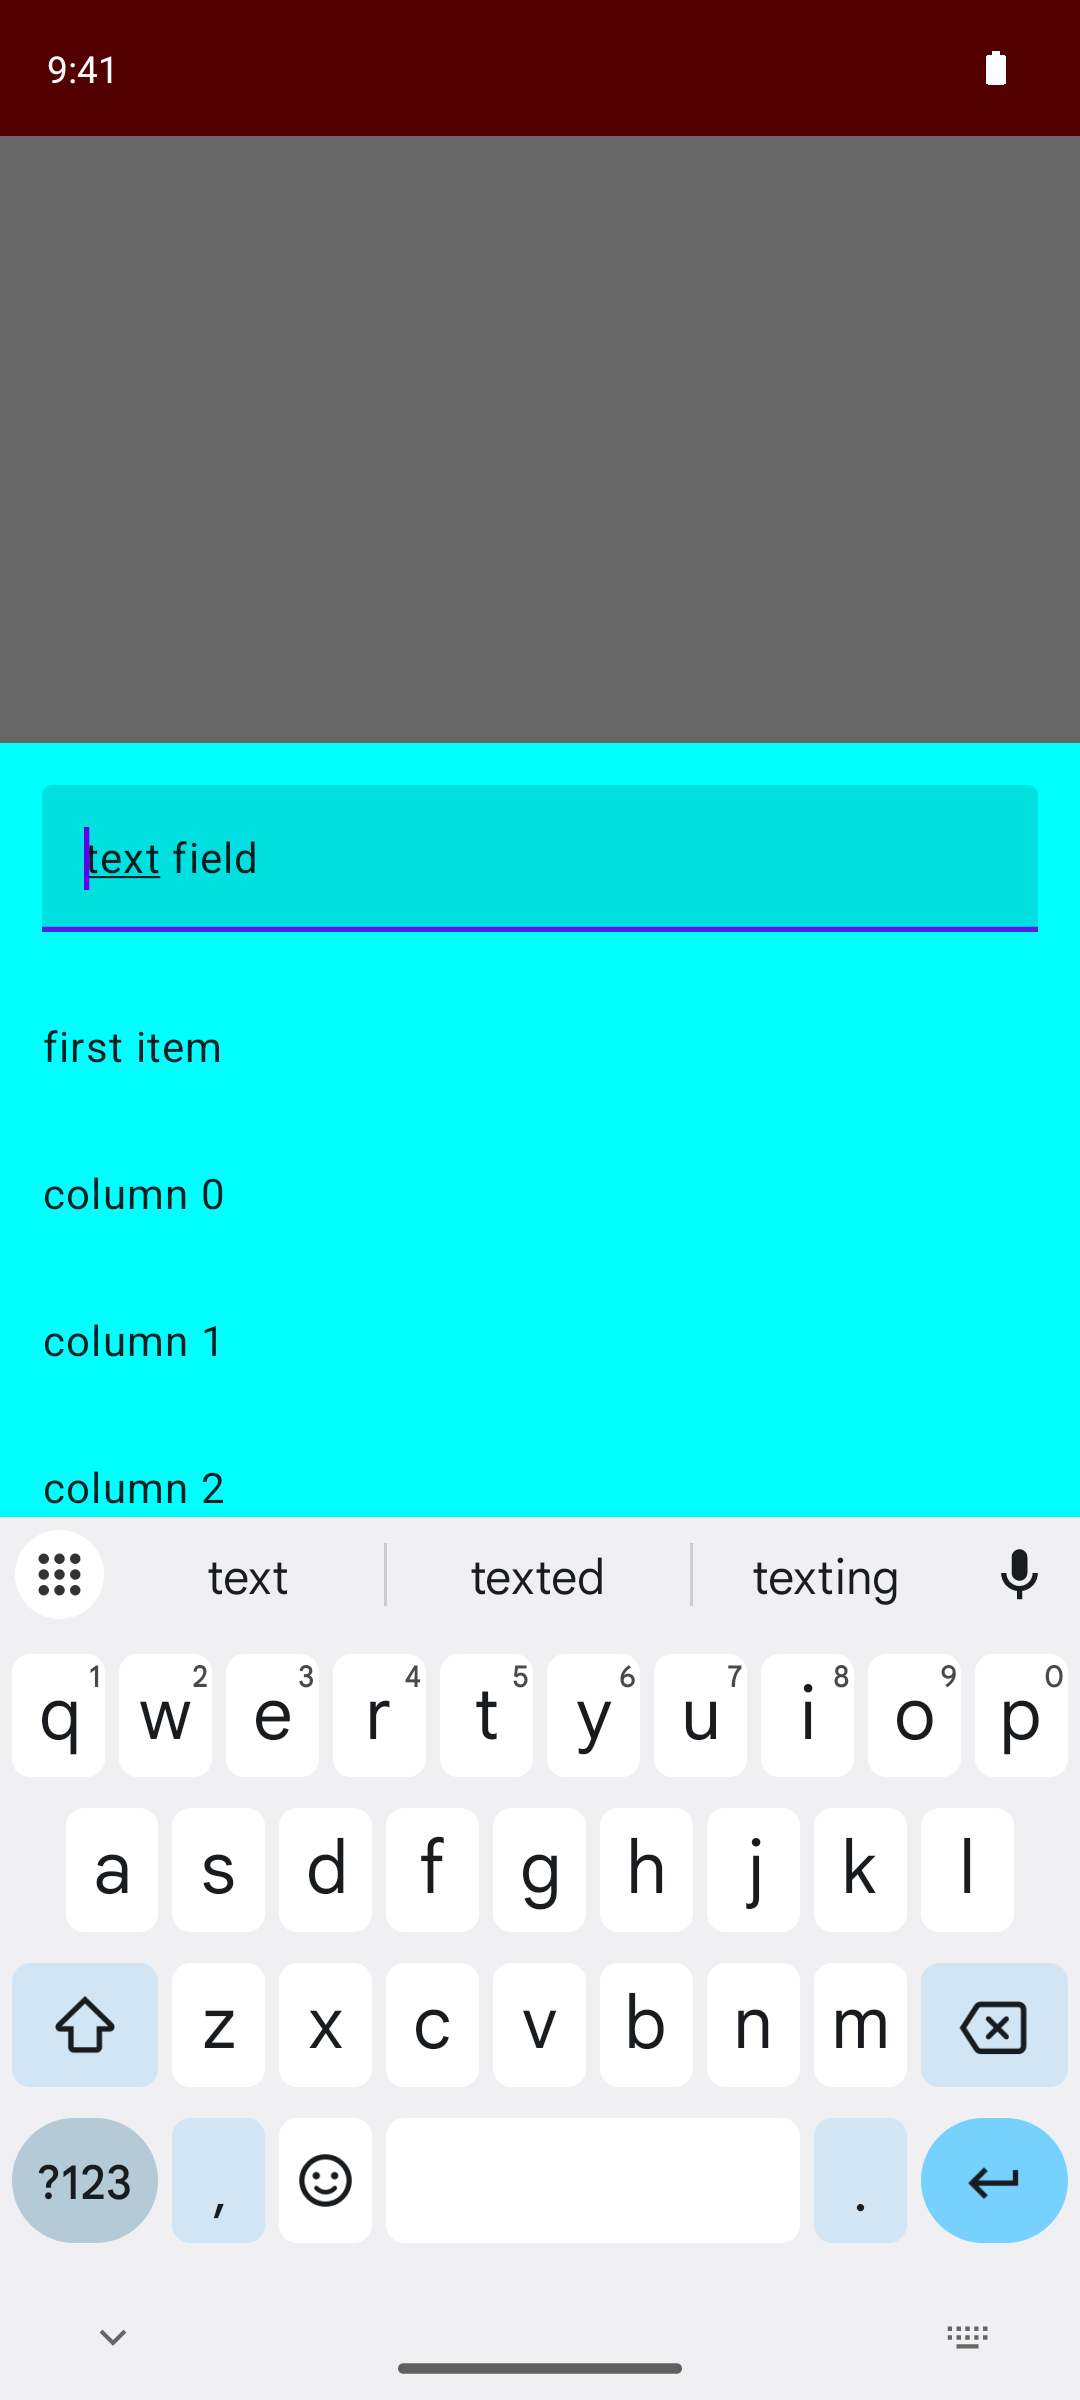 9:41
text field
first item
column 0
column 1
column 2
text texted texting
q1 w2 e3 r4 t5 y6 u7 i8 o9 p0
a s d f g h j k l
z x c v b n m
?123 , .